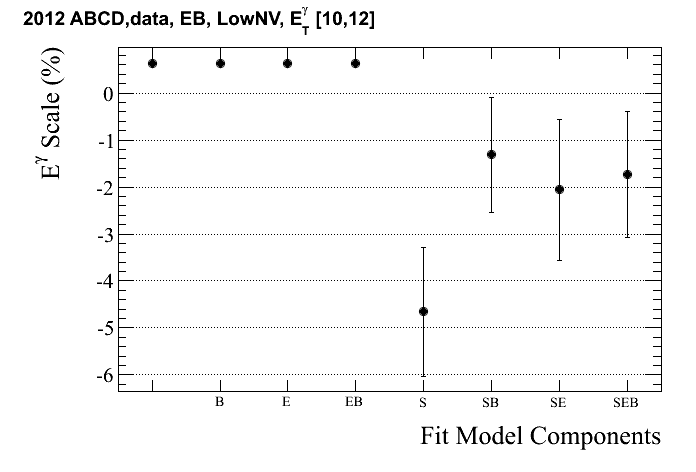 2012 ABCD,data, EB, LowNV, E_T^γ [10,12]
E^γ Scale (%)
0
-1
-2
-3
-4
-5
-6
B E EB S SB SE SEB
Fit Model Components